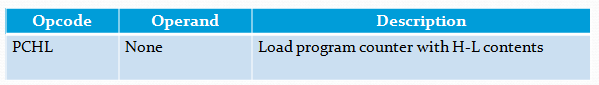 Opcode Operand Description
PCHL None Load program counter with H-L contents